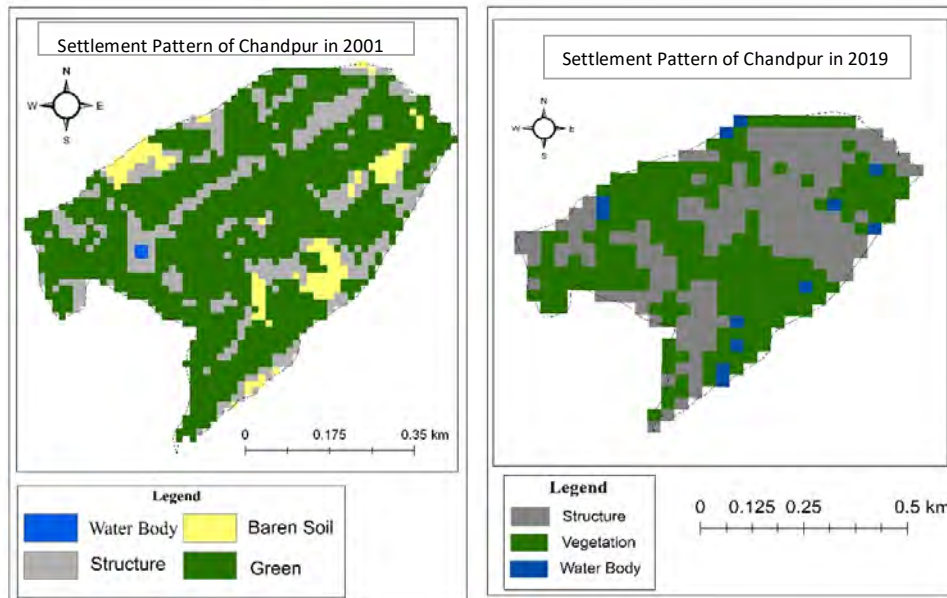 Settlement Pattern of Chandpur in 2001
N
W E
S
0 0.175 0.35 km
Legend
Water Body
Baren Soil
Structure
Green
Settlement Pattern of Chandpur in 2019
N
W E
S
Legend
Structure
Vegetation
Water Body
0 0.125 0.25 0.5 km